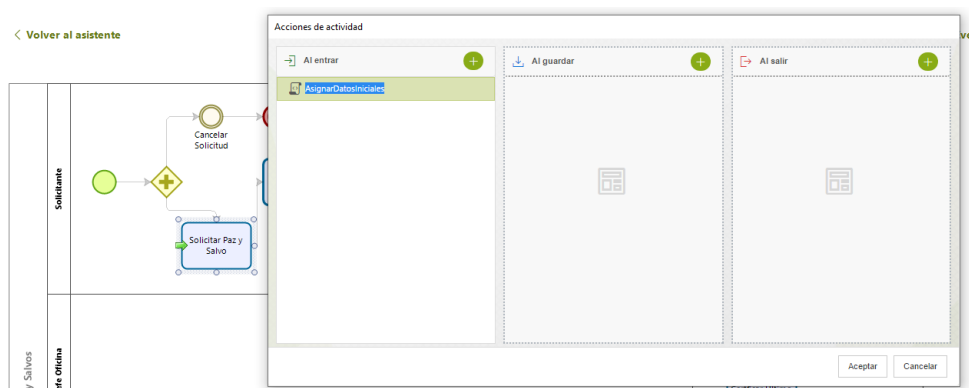 Volver al asistente
Acciones de actividad
Al entrar
Al guardar
Al salir
AsignarDatosIniciales
Cancelar
Solicitud
Solicitante
Solicitar Paz y
Salvo
y Salvos
Oficina
Aceptar
Cancelar